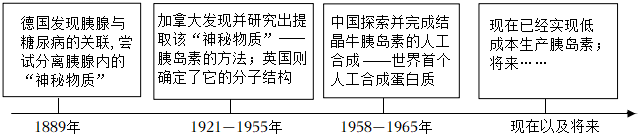 德国发现胰腺与
糖尿病的关联,尝
试分离胰腺内的
“神秘物质”
加拿大发现并研究出提
取该“神秘物质”——
胰岛素的方法；英国则
确定了它的分子结构
中国探索并完成结
晶牛胰岛素的人工
合成——世界首个
人工合成蛋白质
现在已经实现低
成本生产胰岛素；
将来……
1889年
1921－1955年
1958－1965年
现在以及将来